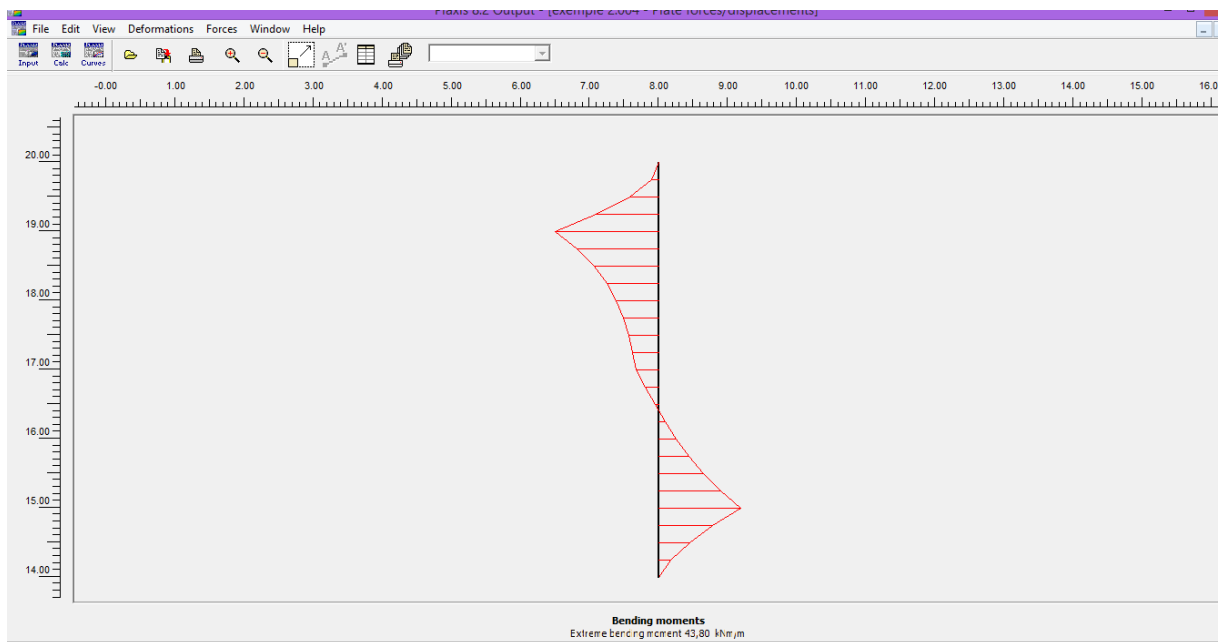 Plaxis 8.2 Output - [exemple 2.004 - Plate forces/displacements]
File Edit View Deformations Forces Window Help
Input Calc Curves
-0.00 1.00 2.00 3.00 4.00 5.00 6.00 7.00 8.00 9.00 10.00 11.00 12.00 13.00 14.00 15.00 16.0
20.00
19.00
18.00
17.00
16.00
15.00
14.00
Bending moments
Extreme bending moment 43,80 kNm/m